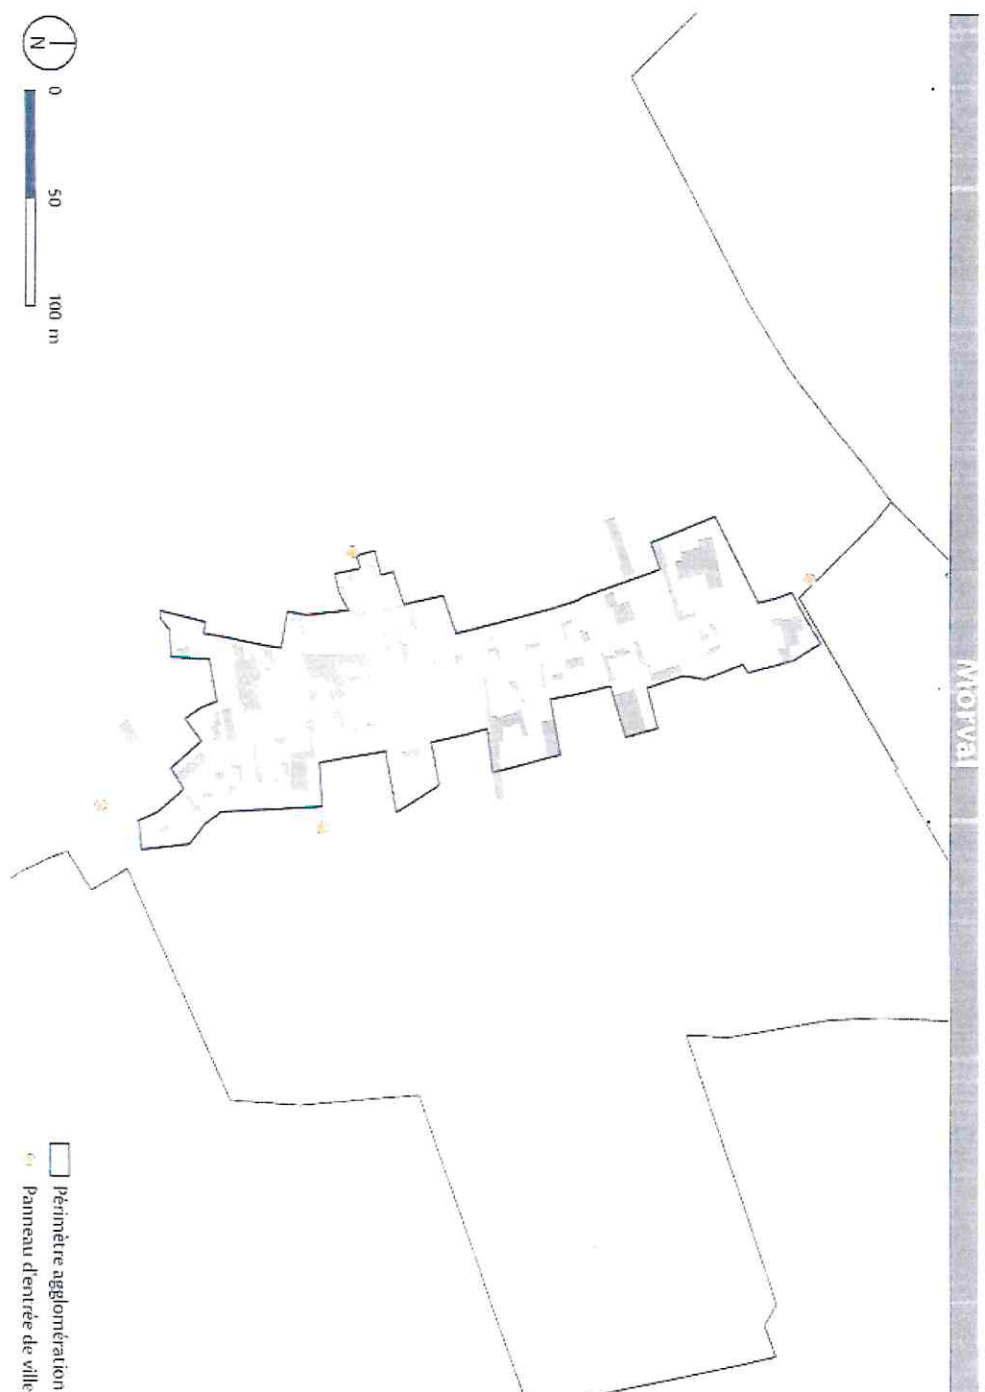 Morval
Périmètre agglomération
Panneau d'entrée de ville
0 50 100 m
N